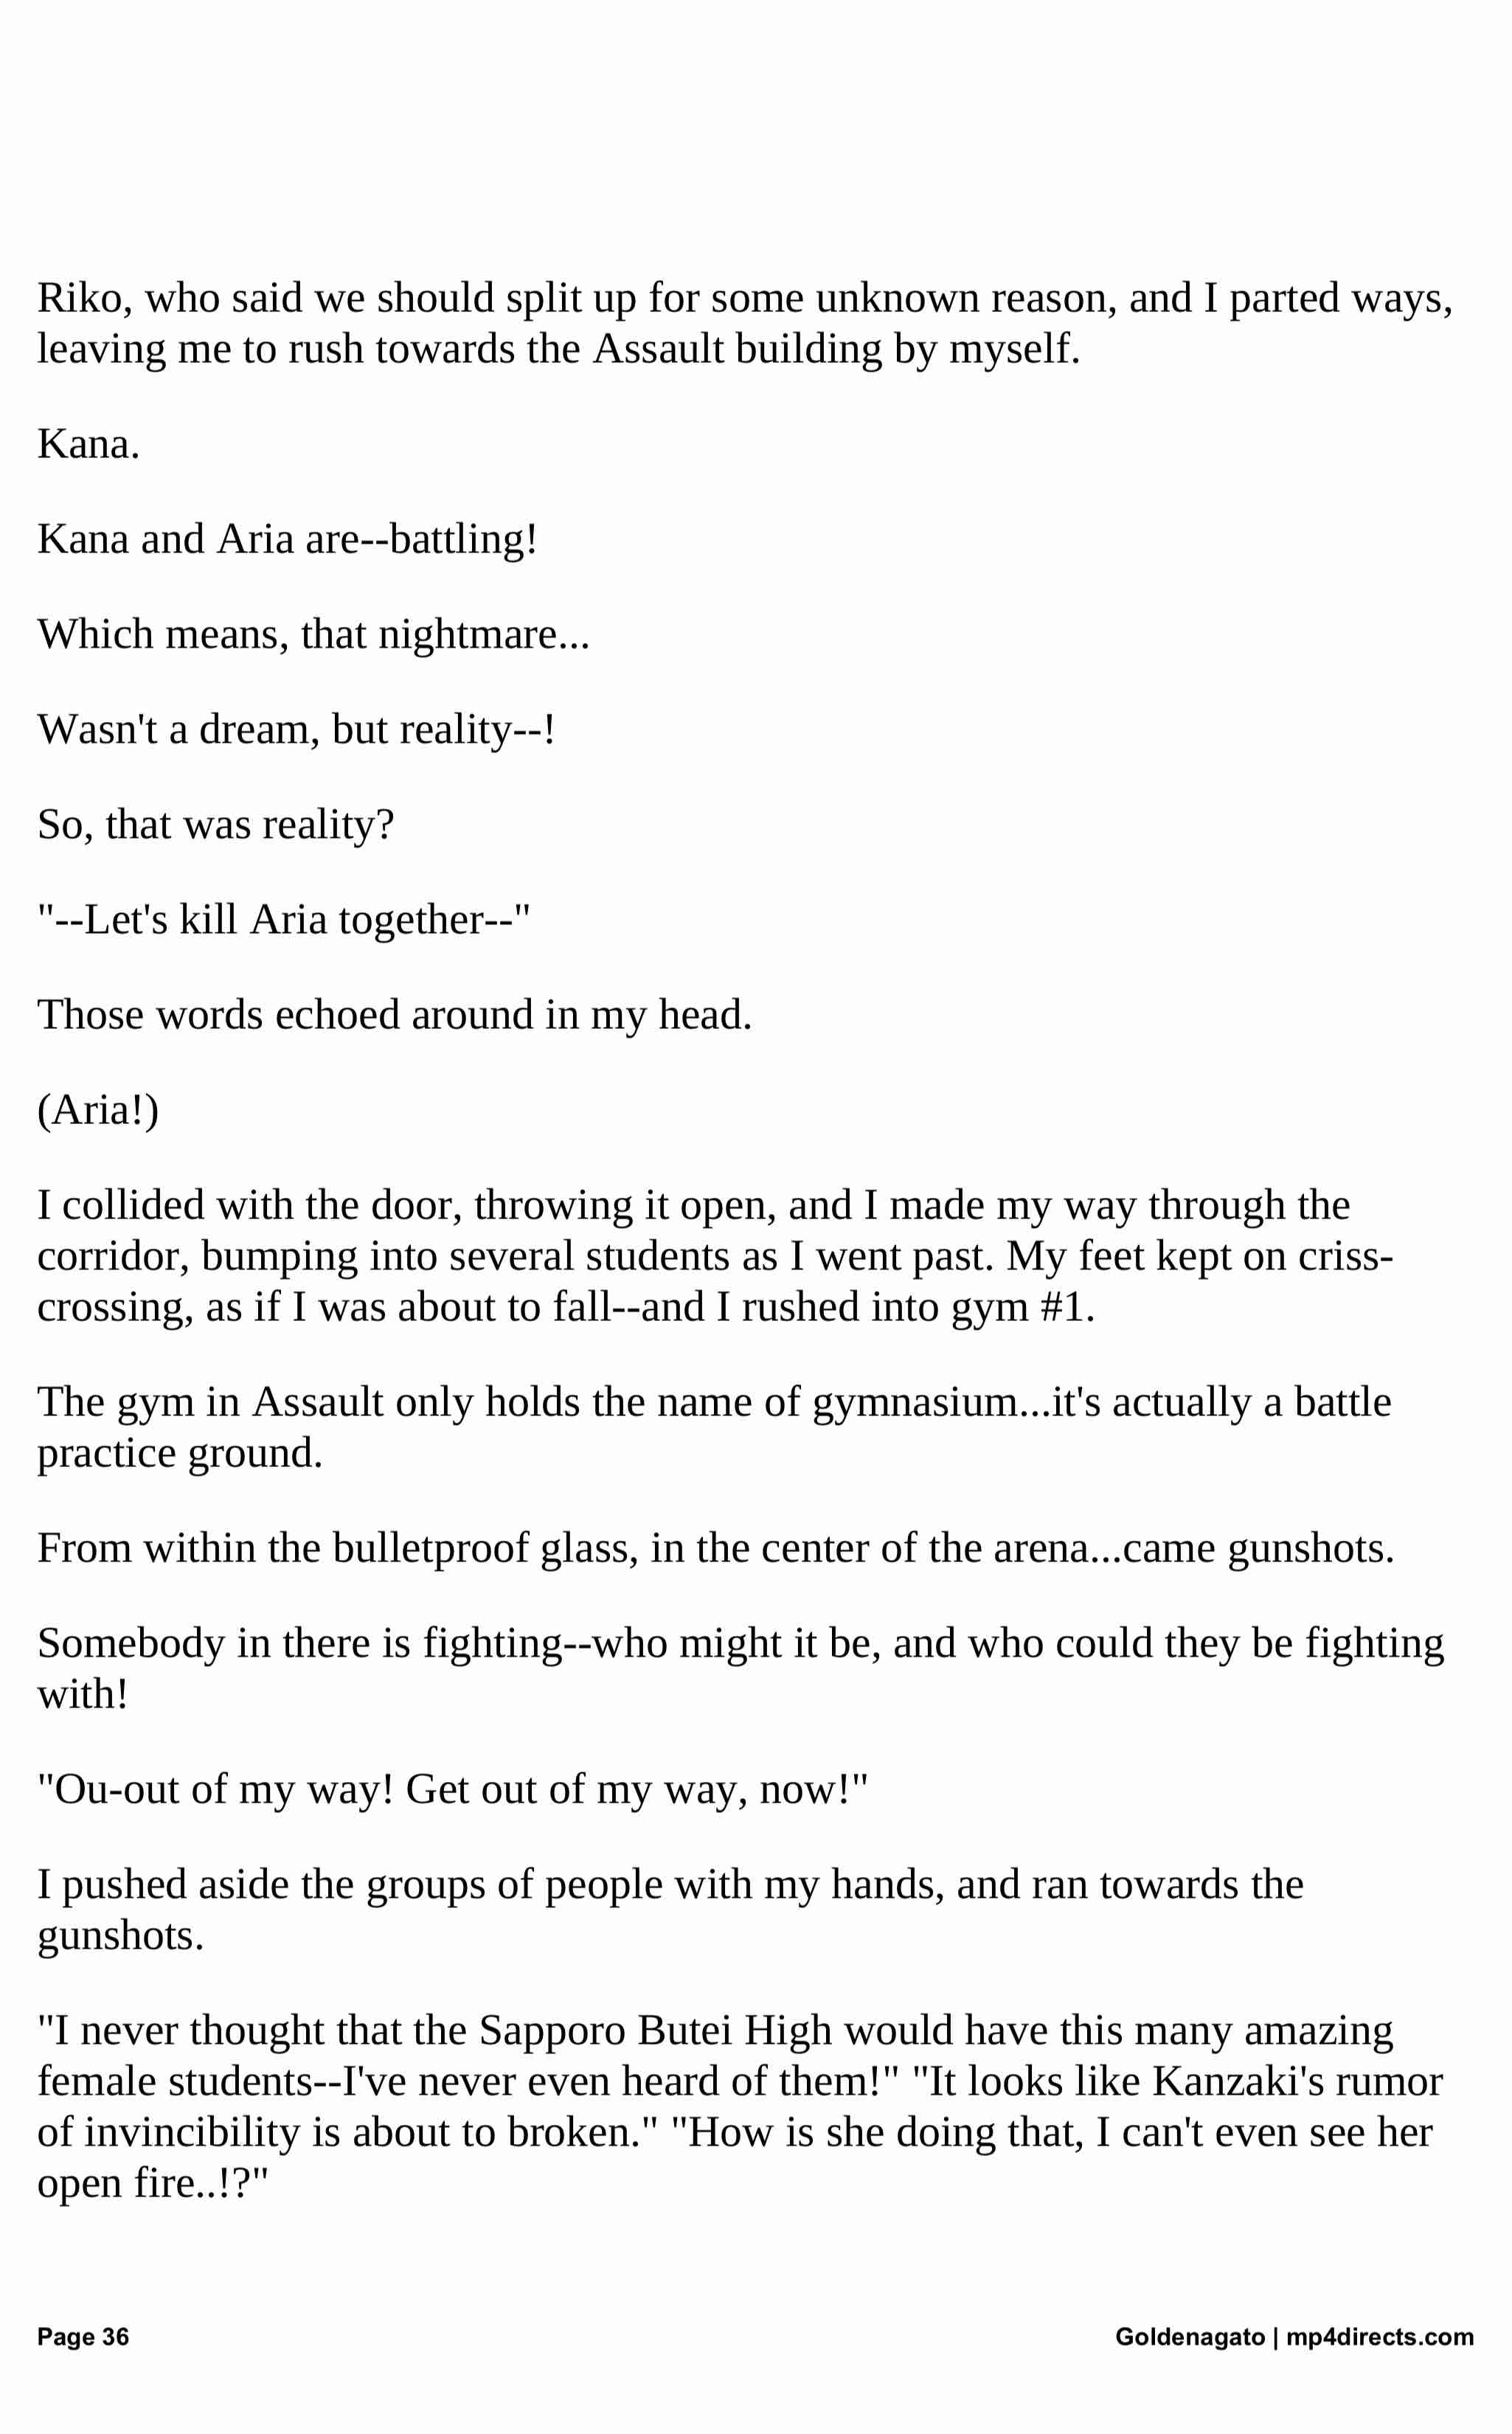 Riko, who said we should split up for some unknown reason, and I parted ways,
leaving me to rush towards the Assault building by myself.
Kana.
Kana and Aria are--battling!
Which means, that nightmare...
Wasn't a dream, but reality--!
So, that was reality?
"--Let's kill Aria together--"
Those words echoed around in my head.
(Aria!)
I collided with the door, throwing it open, and I made my way through the
corridor, bumping into several students as I went past. My feet kept on criss-
crossing, as if I was about to fall--and I rushed into gym #1.
The gym in Assault only holds the name of gymnasium...it's actually a battle
practice ground.
From within the bulletproof glass, in the center of the arena...came gunshots.
Somebody in there is fighting--who might it be, and who could they be fighting
with!
"Ou-out of my way! Get out of my way, now!"
I pushed aside the groups of people with my hands, and ran towards the
gunshots.
"I never thought that the Sapporo Butei High would have this many amazing
female students--I've never even heard of them!" "It looks like Kanzaki's rumor
of invincibility is about to broken." "How is she doing that, I can't even see her
open fire..!?"
Page 36
Goldenagato | mp4directs.com